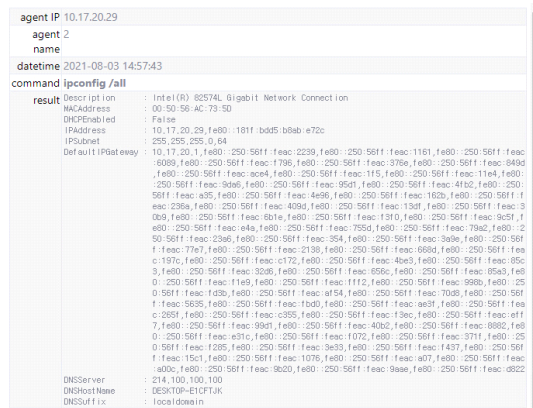 agent IP 10.17.20.29
agent 2
name
datetime 2021-08-03 14:57:43
command ipconfig /all
result Description : Intel(R) 82574L Gigabit Network Connection
MACAddress : 00:50:56:AC:73:5D
DHCPEnabled : False
IPAddress : 10,17,20,29,fe80::181f:bdd5:b8ab:e72c
IPSubnet : 255,255,255,0,64
DefaultIPGateway : 10,17,20,1,fe80::250:56ff:feac:2239,fe80::250:56ff:feac:1161,fe80::250:56ff:feac
:6089,fe80::250:56ff:feac:f796,fe80::250:56ff:feac:376e,fe80::250:56ff:feac:849d
,fe80::250:56ff:feac:ace4,fe80::250:56ff:feac:1f5,fe80::250:56ff:feac:11e4,fe80:
:250:56ff:feac:9da6,fe80::250:56ff:feac:95d1,fe80::250:56ff:feac:4fb2,fe80::250:
56ff:feac:a35,fe80::250:56ff:feac:4e96,fe80::250:56ff:feac:162b,fe80::250:56ff:f
eac:236a,fe80::250:56ff:feac:409d,fe80::250:56ff:feac:13df,fe80::250:56ff:feac:3
0b9,fe80::250:56ff:feac:6b1e,fe80::250:56ff:feac:f3f0,fe80::250:56ff:feac:9c5f,f
e80::250:56ff:feac:e4a,fe80::250:56ff:feac:755d,fe80::250:56ff:feac:79a2,fe80::2
50:56ff:feac:23a6,fe80::250:56ff:feac:354,fe80::250:56ff:feac:3a9e,fe80::250:56f
f:feac:77e7,fe80::250:56ff:feac:2138,fe80::250:56ff:feac:668d,fe80::250:56ff:fea
c:197c,fe80::250:56ff:feac:c172,fe80::250:56ff:feac:4be3,fe80::250:56ff:feac:85c
3,fe80::250:56ff:feac:32d6,fe80::250:56ff:feac:656c,fe80::250:56ff:feac:85a3,fe8
0::250:56ff:feac:f1e9,fe80::250:56ff:feac:fff2,fe80::250:56ff:feac:998b,fe80::25
0:56ff:feac:fd3b,fe80::250:56ff:feac:af54,fe80::250:56ff:feac:70d8,fe80::250:56f
f:feac:5635,fe80::250:56ff:feac:fbd0,fe80::250:56ff:feac:ae3f,fe80::250:56ff:fea
c:265f,fe80::250:56ff:feac:c355,fe80::250:56ff:feac:f3ec,fe80::250:56ff:feac:eff
7,fe80::250:56ff:feac:99d1,fe80::250:56ff:feac:40b2,fe80::250:56ff:feac:8882,fe8
0::250:56ff:feac:e31c,fe80::250:56ff:feac:f072,fe80::250:56ff:feac:371f,fe80::25
0:56ff:feac:f285,fe80::250:56ff:feac:3e33,fe80::250:56ff:feac:f437,fe80::250:56f
f:feac:15c1,fe80::250:56ff:feac:1076,fe80::250:56ff:feac:a07,fe80::250:56ff:feac
:a00c,fe80::250:56ff:feac:9b20,fe80::250:56ff:feac:9aae,fe80::250:56ff:feac:d822
DNSServer : 214,100,100,100
DNSHostName : DESKTOP-E1CFTJK
DNSSuffix : localdomain